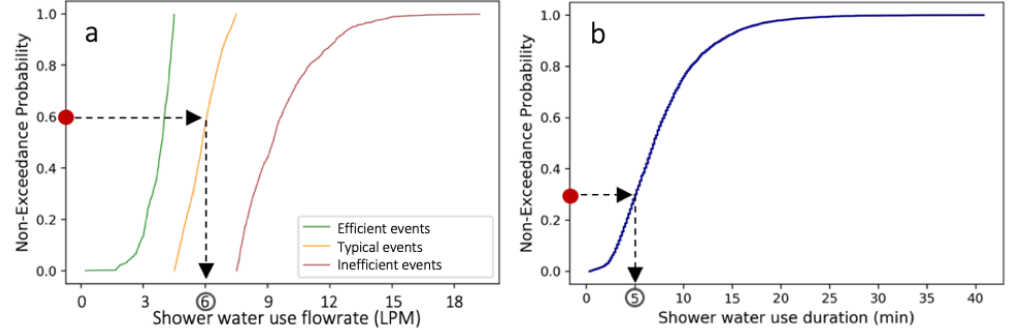 a
Non-Exceedance Probability
1.0
0.8
0.6
0.4
0.2
0.0
Efficient events
Typical events
Inefficient events
0 3 6 9 12 15 18
Shower water use flowrate (LPM)
b
Non-Exceedance Probability
1.0
0.8
0.6
0.4
0.2
0.0
0 5 10 15 20 25 30 35 40
Shower water use duration (min)